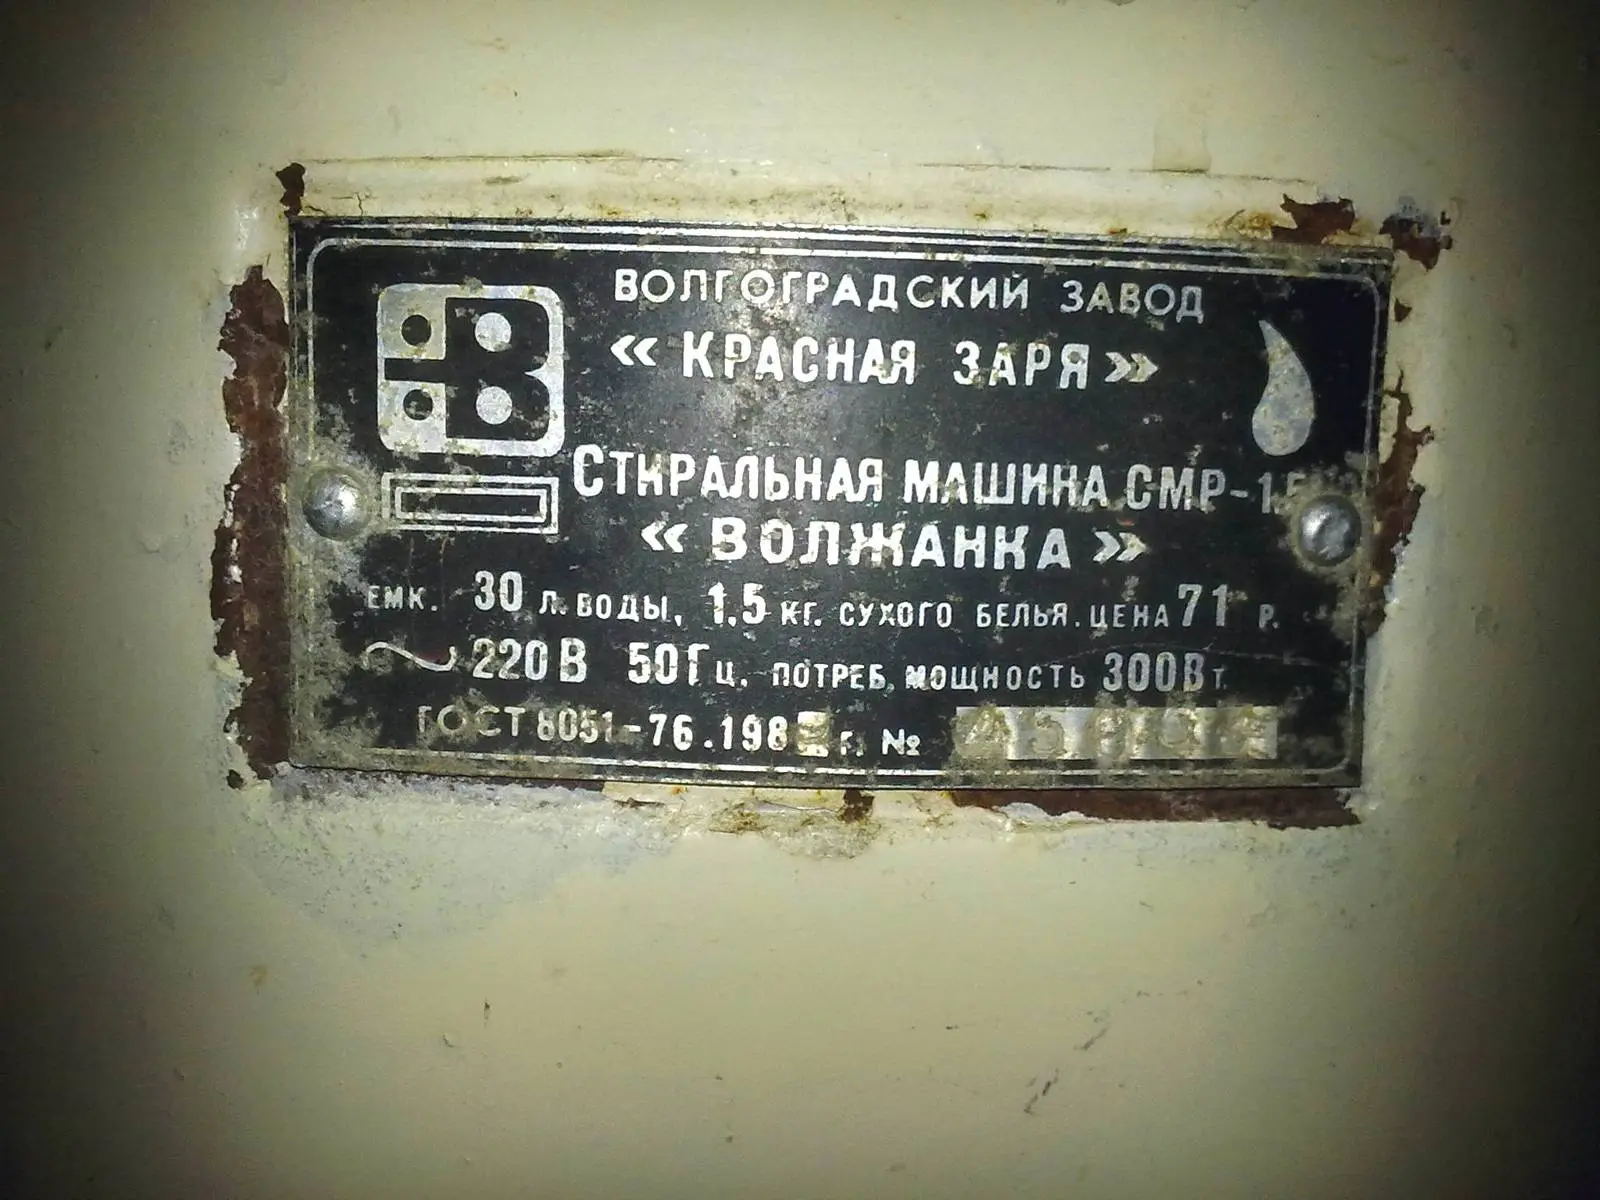 ВОЛГОГРАДСКИЙ ЗАВОД
« КРАСНАЯ ЗАРЯ »
СТИРАЛЬНАЯ МАШИНА СМР-1,5
« ВОЛЖАНКА »
ЕМК. 30 Л. ВОДЫ, 1,5 КГ. СУХОГО БЕЛЬЯ. ЦЕНА 71 Р.
~ 220 В 50 Гц. ПОТРЕБ. МОЩНОСТЬ 300 Вт.
ГОСТ 8051-76. г. №